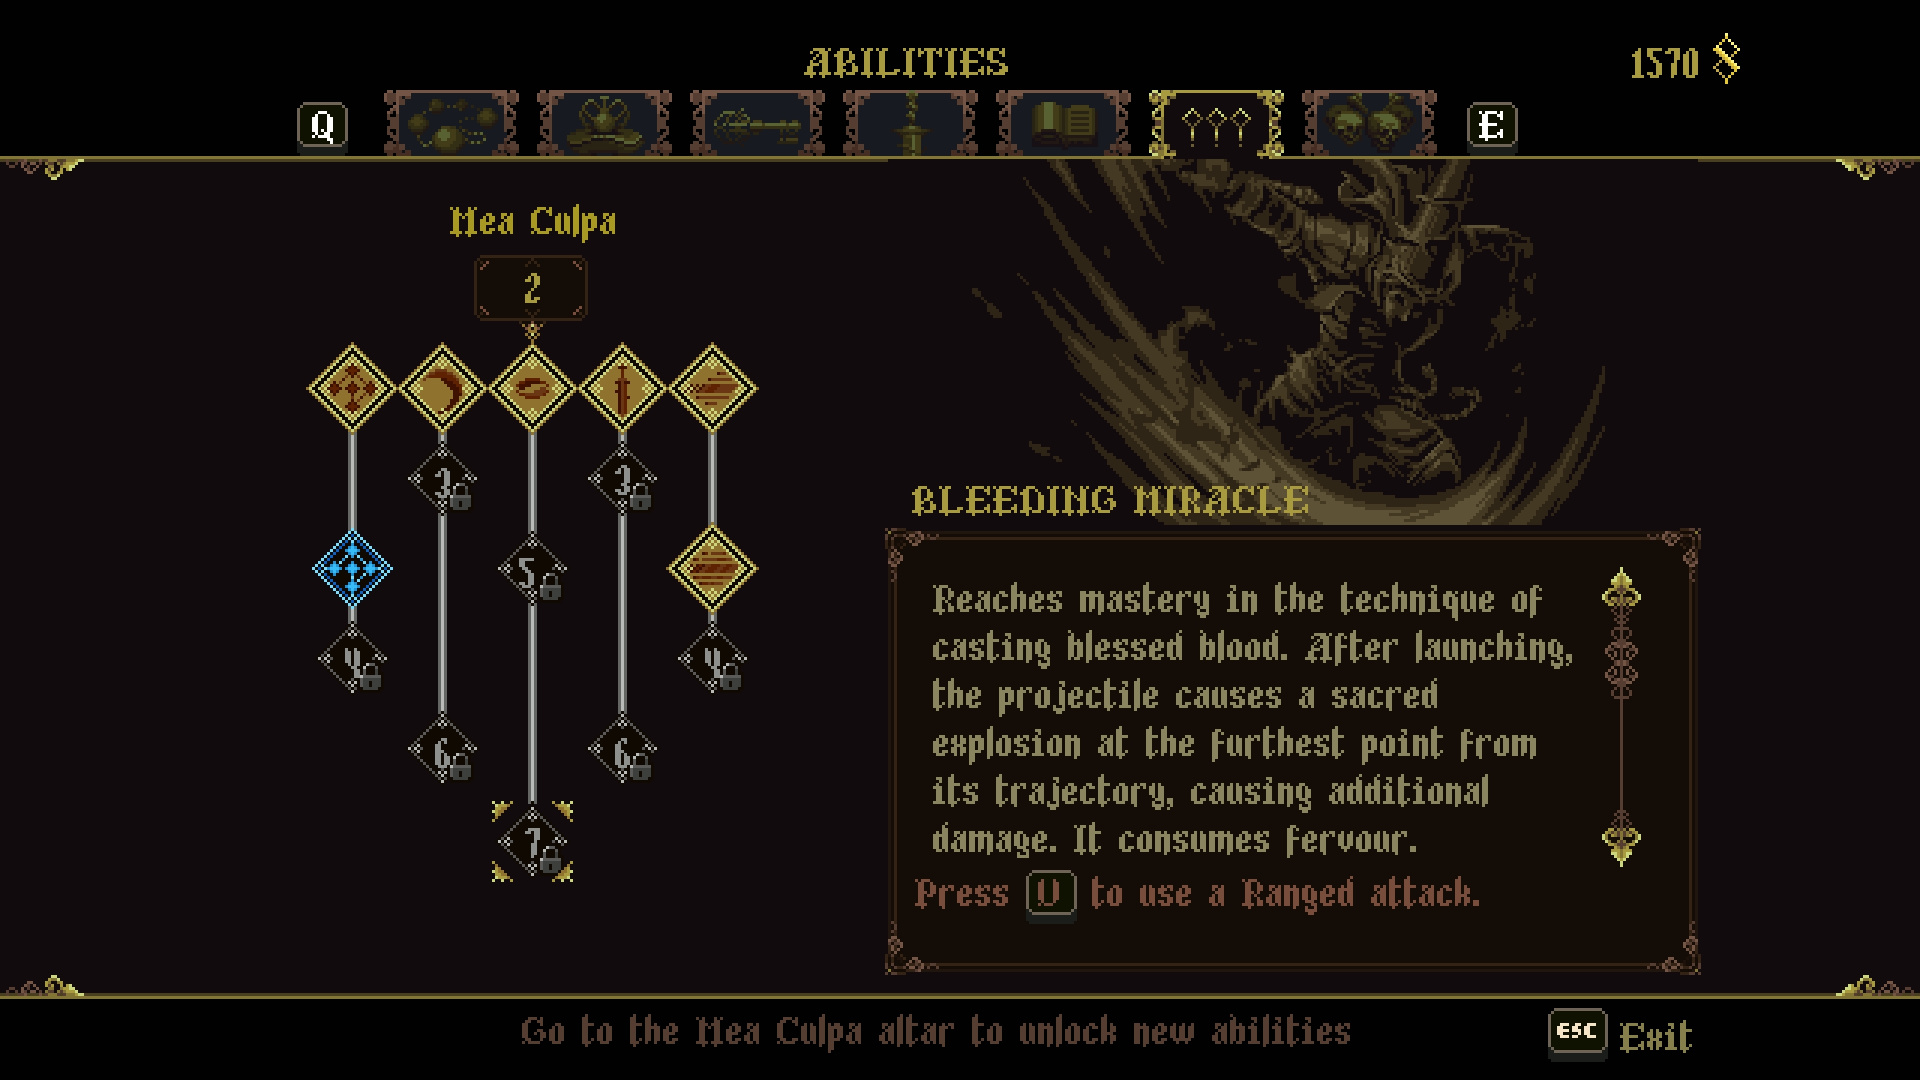 ABILITIES
1570
Q
E
Mea Culpa
2
3
3
5
4
4
6
6
7
BLEEDING MIRACLE
Reaches mastery in the technique of
casting blessed blood. After launching,
the projectile causes a sacred
explosion at the furthest point from
its trajectory, causing additional
damage. It consumes fervour.
Press U to use a Ranged attack.
Go to the Mea Culpa altar to unlock new abilities
ESC Exit